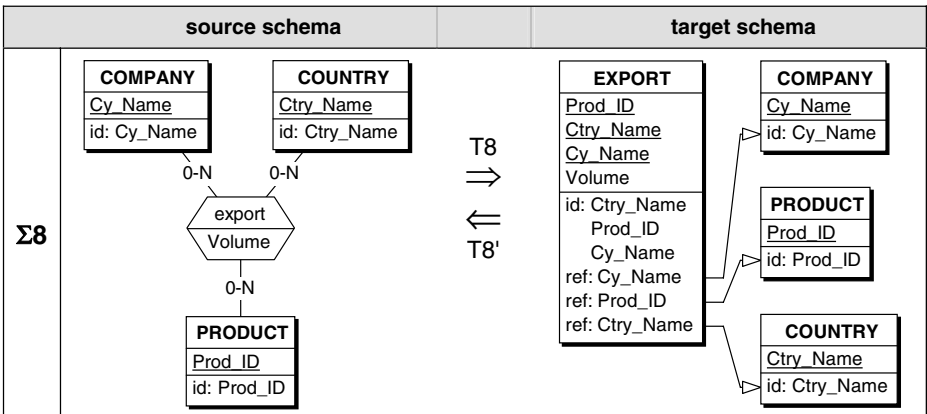 source schema
target schema
Σ8
COMPANY
Cy_Name
id: Cy_Name
COUNTRY
Ctry_Name
id: Ctry_Name
0-N
0-N
export
Volume
0-N
PRODUCT
Prod_ID
id: Prod_ID
T8
⇒
⇐
T8'
EXPORT
Prod_ID
Ctry_Name
Cy_Name
Volume
id: Ctry_Name
Prod_ID
Cy_Name
ref: Cy_Name
ref: Prod_ID
ref: Ctry_Name
COMPANY
Cy_Name
id: Cy_Name
PRODUCT
Prod_ID
id: Prod_ID
COUNTRY
Ctry_Name
id: Ctry_Name